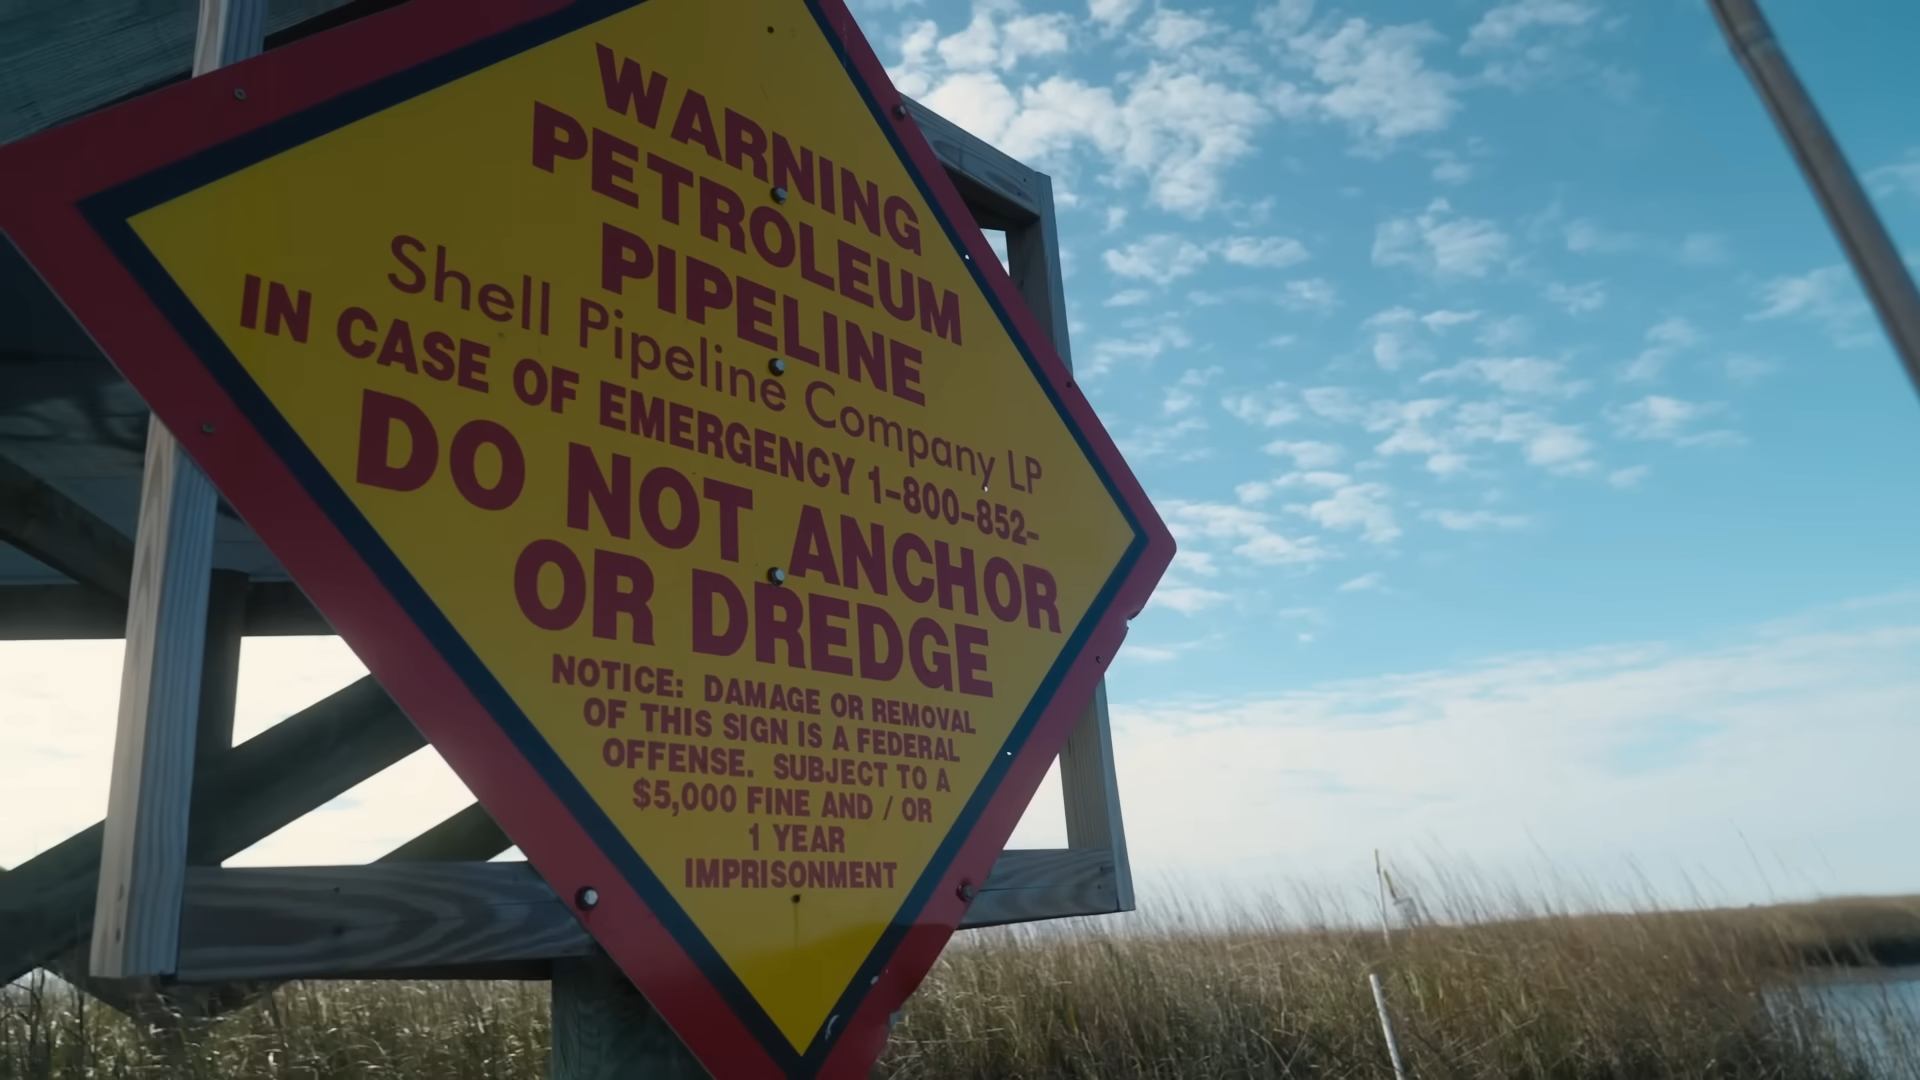 WARNING
PETROLEUM
PIPELINE
Shell Pipeline Company LP
IN CASE OF EMERGENCY 1-800-852-
DO NOT ANCHOR
OR DREDGE
NOTICE: DAMAGE OR REMOVAL
OF THIS SIGN IS A FEDERAL
OFFENSE. SUBJECT TO A
$5,000 FINE AND / OR
1 YEAR
IMPRISONMENT